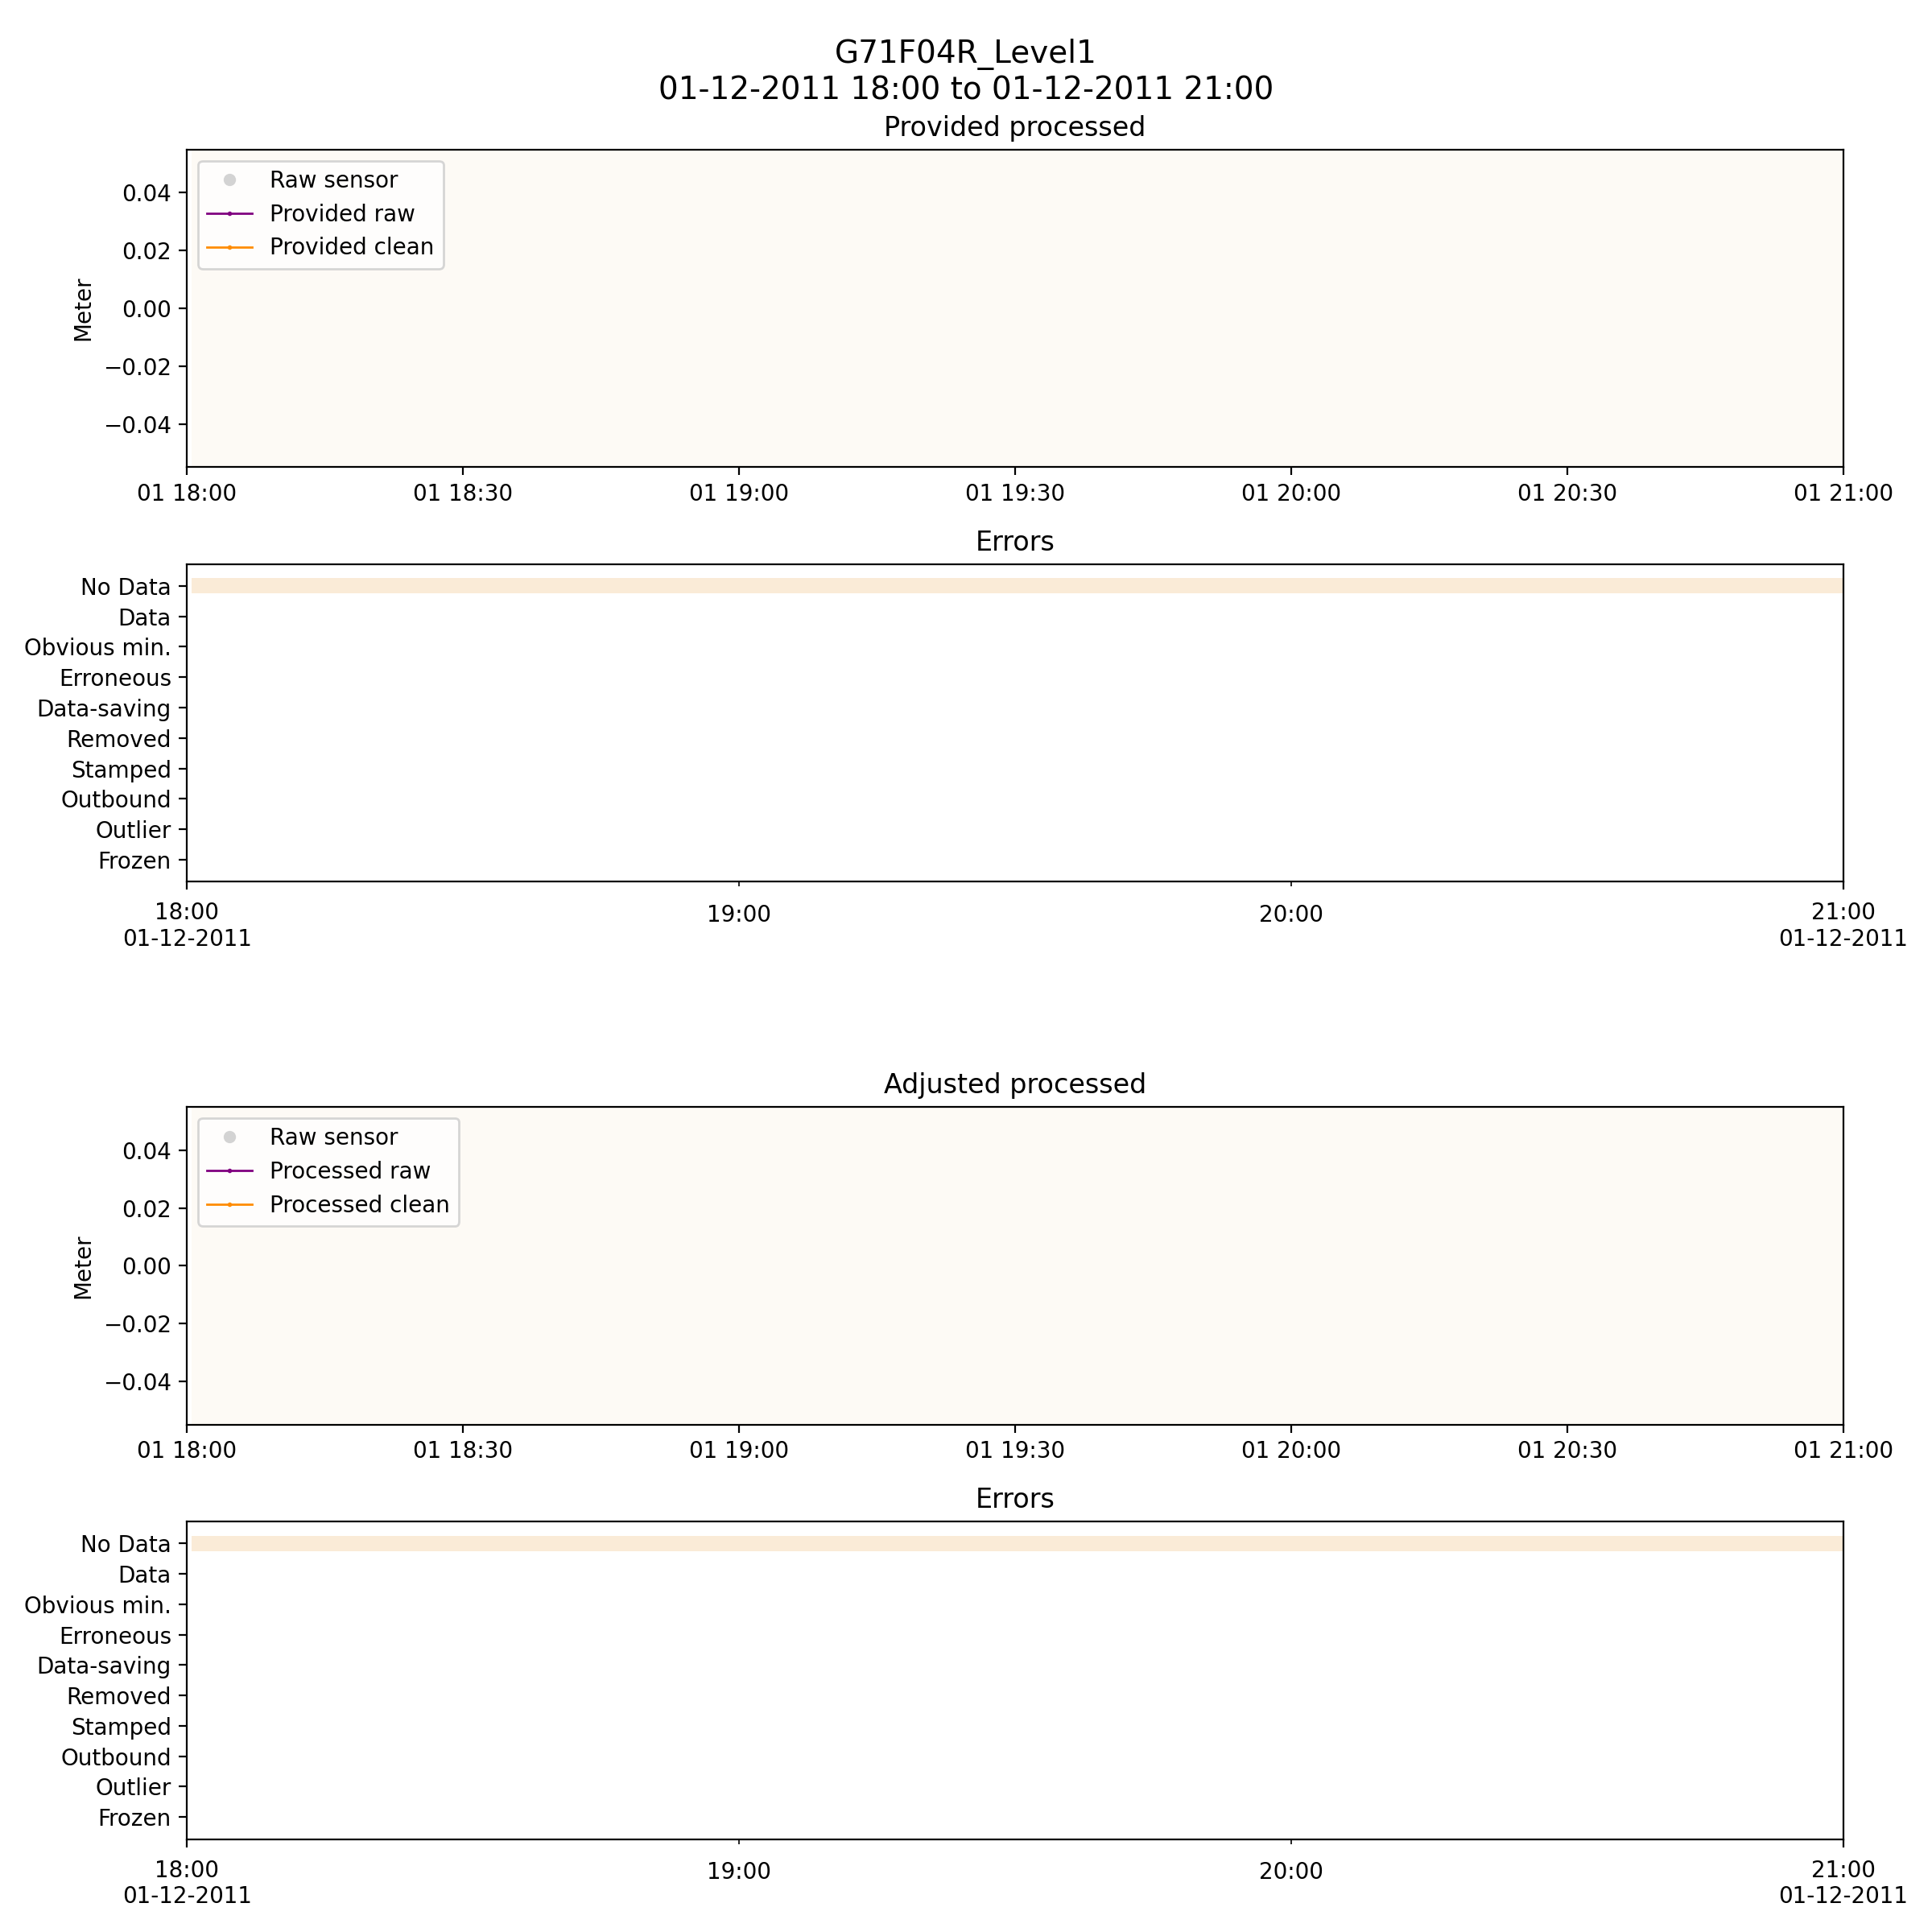 G71F04R_Level1
01-12-2011 18:00 to 01-12-2011 21:00
Provided processed
Raw sensor
Provided raw
Provided clean
Meter
0.04
0.02
0.00
−0.02
−0.04
01 18:00 01 18:30 01 19:00 01 19:30 01 20:00 01 20:30 01 21:00
Errors
No Data
Data
Obvious min.
Erroneous
Data-saving
Removed
Stamped
Outbound
Outlier
Frozen
18:00 19:00 20:00 21:00
01-12-2011 01-12-2011
Adjusted processed
Raw sensor
Processed raw
Processed clean
Meter
0.04
0.02
0.00
−0.02
−0.04
01 18:00 01 18:30 01 19:00 01 19:30 01 20:00 01 20:30 01 21:00
Errors
No Data
Data
Obvious min.
Erroneous
Data-saving
Removed
Stamped
Outbound
Outlier
Frozen
18:00 19:00 20:00 21:00
01-12-2011 01-12-2011